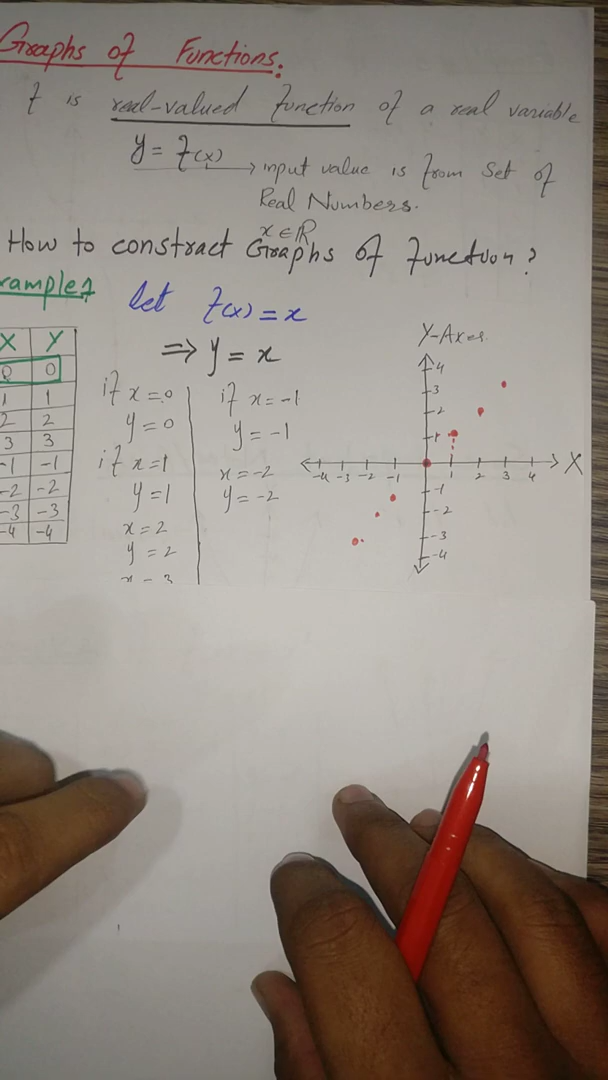 Graphs of Functions:
f is real-valued function of a real variable
y = f(x) → input value is from set of
Real Numbers.
x ∈ ℝ
How to constract Graphs of function?
xample1
let f(x) = x
⇒ y = x
X Y
0 0
1 1
2 2
3 3
-1 -1
-2 -2
-3 -3
-4 -4
if x = 0
y = 0
if x = 1
y = 1
x = 2
y = 2
x = 3
if x = -1
y = -1
x = -2
y = -2
Y-Axes
4
3
2
1
-4 -3 -2 -1 1 2 3 4 X
-1
-2
-3
-4